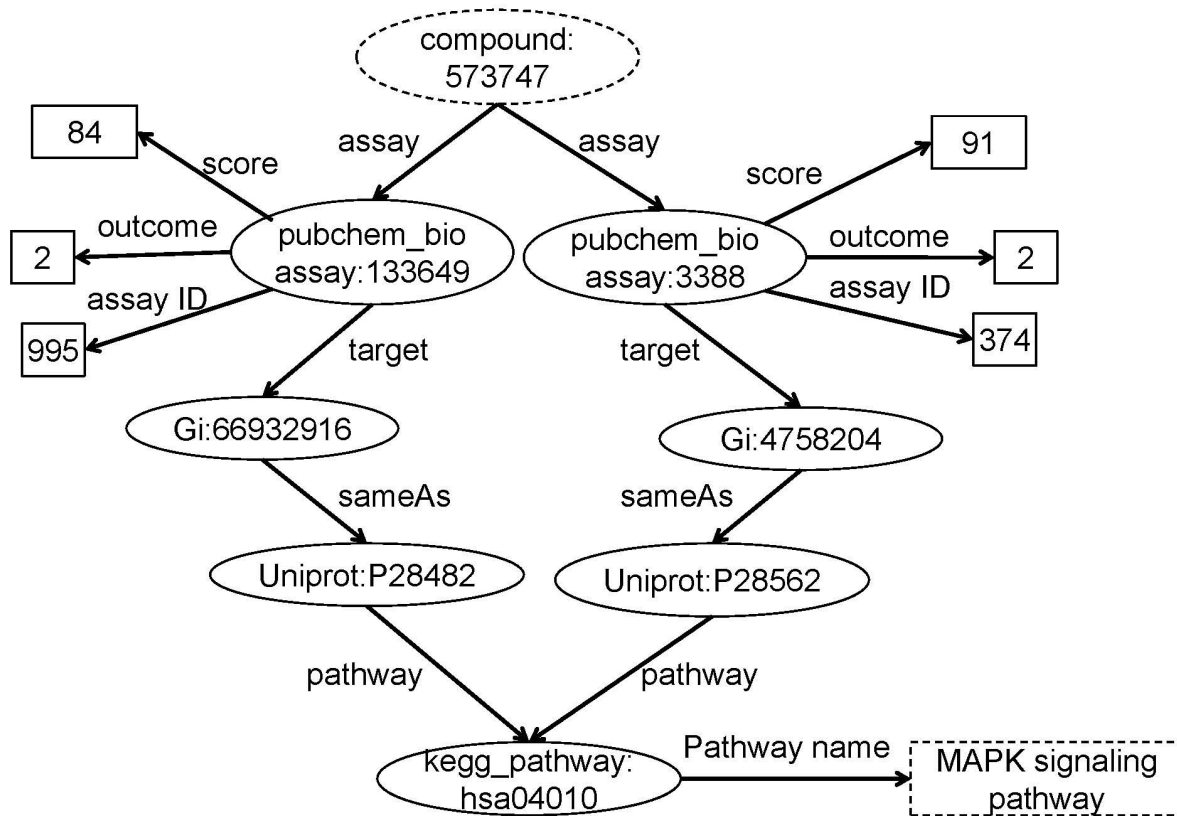 compound:
573747
84
score
assay
assay
score
91
outcome
2
pubchem_bio
assay:133649
pubchem_bio
assay:3388
outcome
2
assay ID
995
assay ID
374
target
target
Gi:66932916
Gi:4758204
sameAs
sameAs
Uniprot:P28482
Uniprot:P28562
pathway
pathway
kegg_pathway:
hsa04010
Pathway name
MAPK signaling
pathway